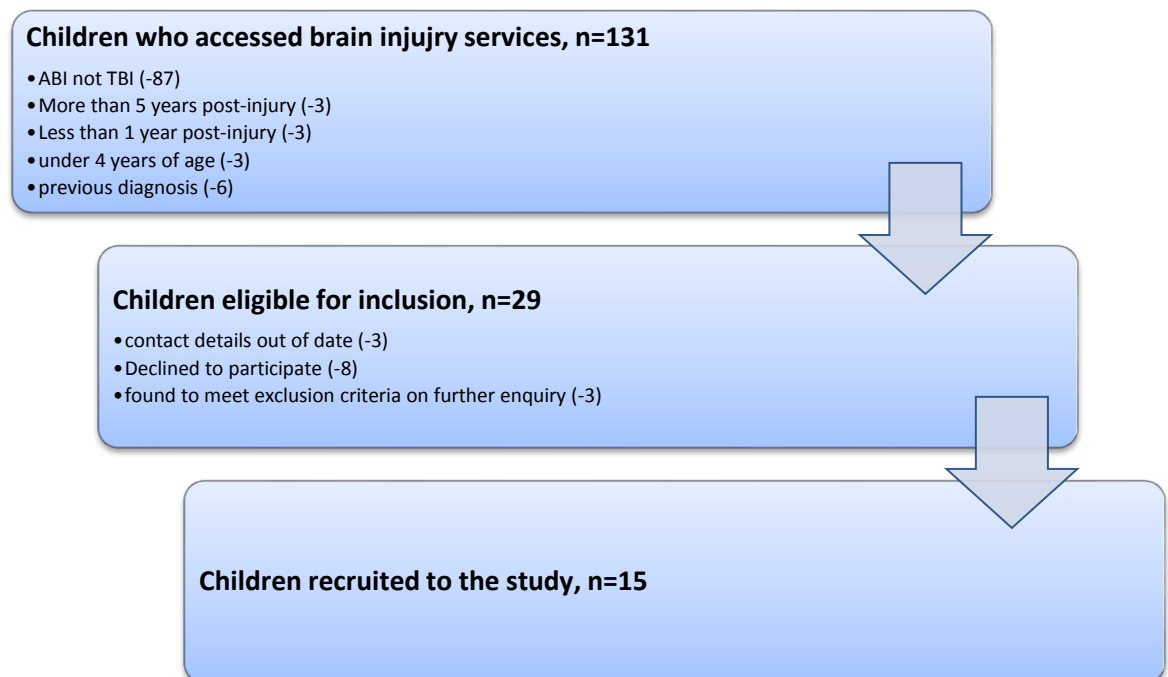 Children who accessed brain injujry services, n=131
•ABI not TBI (-87)
•More than 5 years post-injury (-3)
•Less than 1 year post-injury (-3)
•under 4 years of age (-3)
•previous diagnosis (-6)
Children eligible for inclusion, n=29
•contact details out of date (-3)
•Declined to participate (-8)
•found to meet exclusion criteria on further enquiry (-3)
Children recruited to the study, n=15